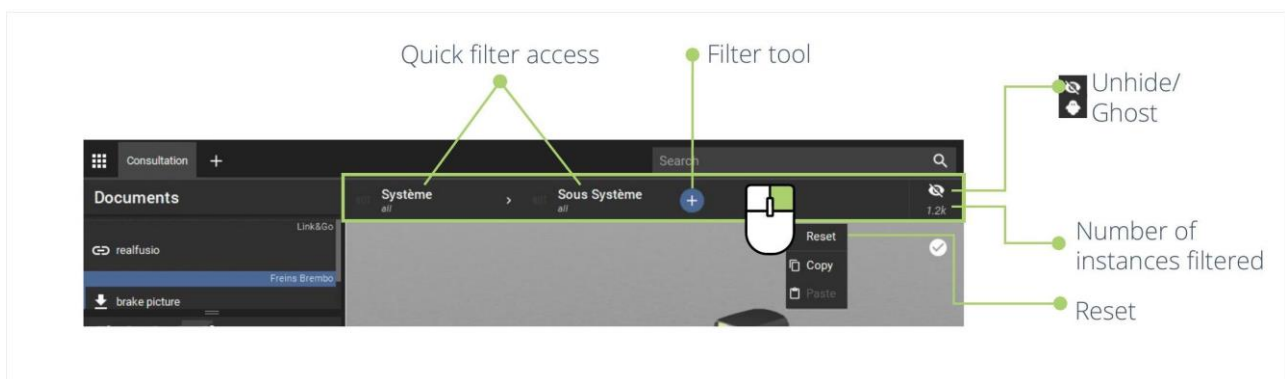 Quick filter access
Filter tool
Unhide/
Ghost
Consultation
Search
Documents
Système
all
Sous Système
all
1.2k
Link&Go
realfusio
Reset
Number of
instances filtered
Freins Brembo
Copy
brake picture
Paste
Reset